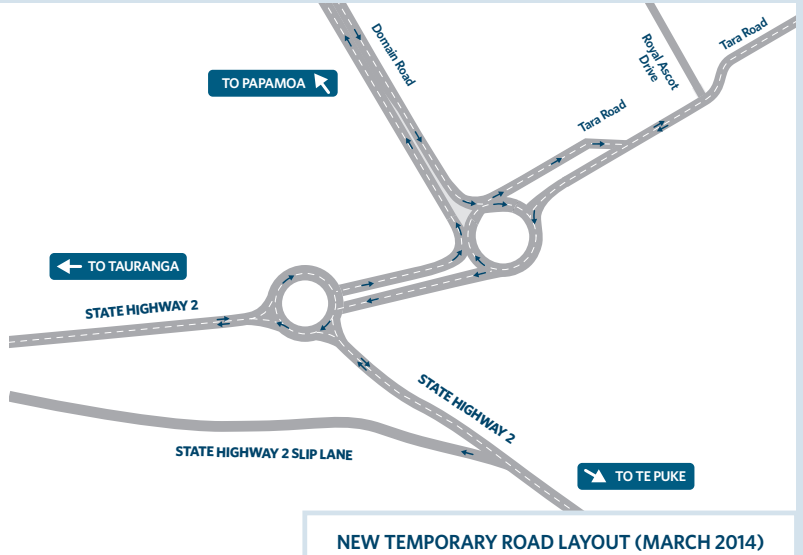 Domain Road
Royal Ascot
Drive
Tara Road
TO PAPAMOA
Tara Road
TO TAURANGA
STATE HIGHWAY 2
STATE HIGHWAY 2
STATE HIGHWAY 2 SLIP LANE
TO TE PUKE
NEW TEMPORARY ROAD LAYOUT (MARCH 2014)